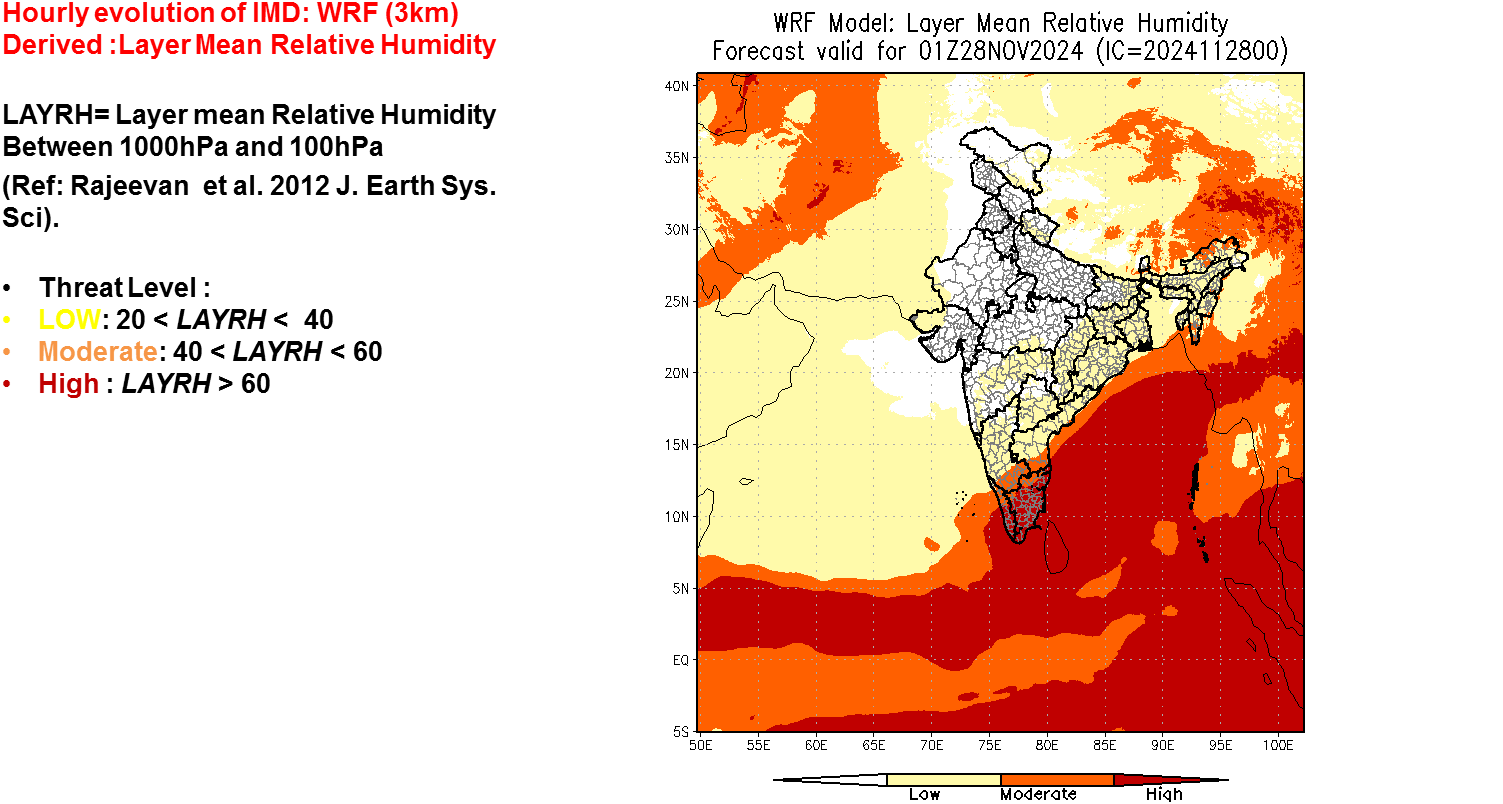 Hourly evolution of IMD: WRF (3km)
Derived :Layer Mean Relative Humidity
LAYRH= Layer mean Relative Humidity
Between 1000hPa and 100hPa
(Ref: Rajeevan et al. 2012 J. Earth Sys.
Sci).
• Threat Level :
• LOW: 20 < LAYRH < 40
• Moderate: 40 < LAYRH < 60
• High : LAYRH > 60
WRF Model: Layer Mean Relative Humidity
Forecast valid for 01Z28NOV2024 (IC=2024112800)
40N
35N
30N
25N
20N
15N
10N
5N
EQ
5S
50E 55E 60E 65E 70E 75E 80E 85E 90E 95E 100E
Low Moderate High